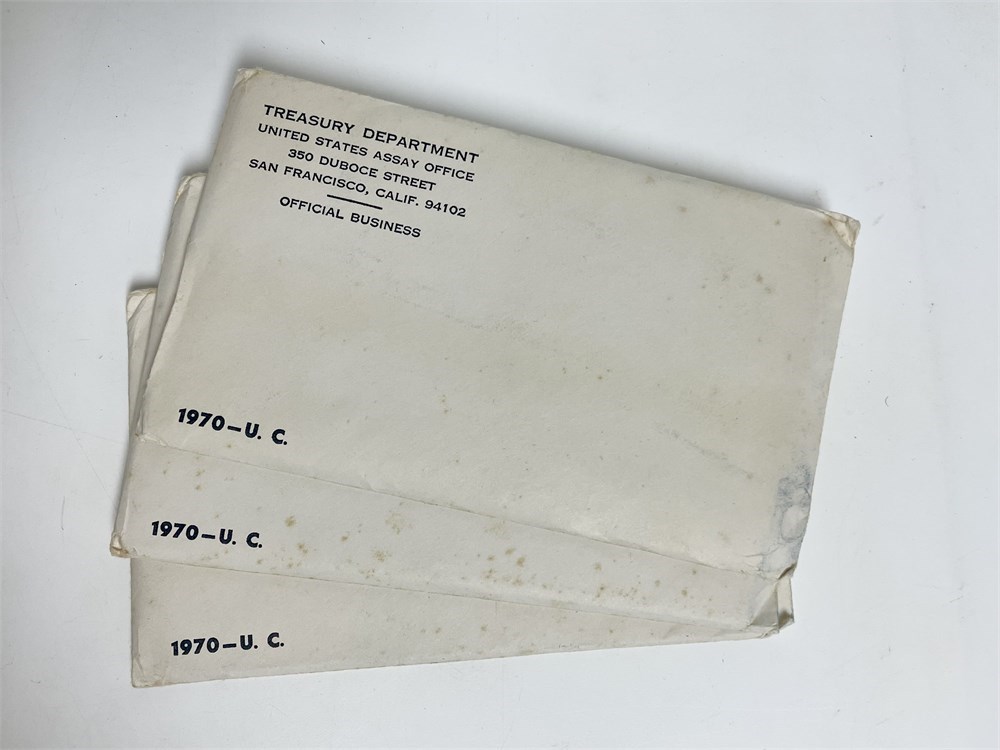 TREASURY DEPARTMENT
UNITED STATES ASSAY OFFICE
350 DUBOCE STREET
SAN FRANCISCO, CALIF. 94102
OFFICIAL BUSINESS
1970-U. C.
1970-U. C.
1970-U. C.